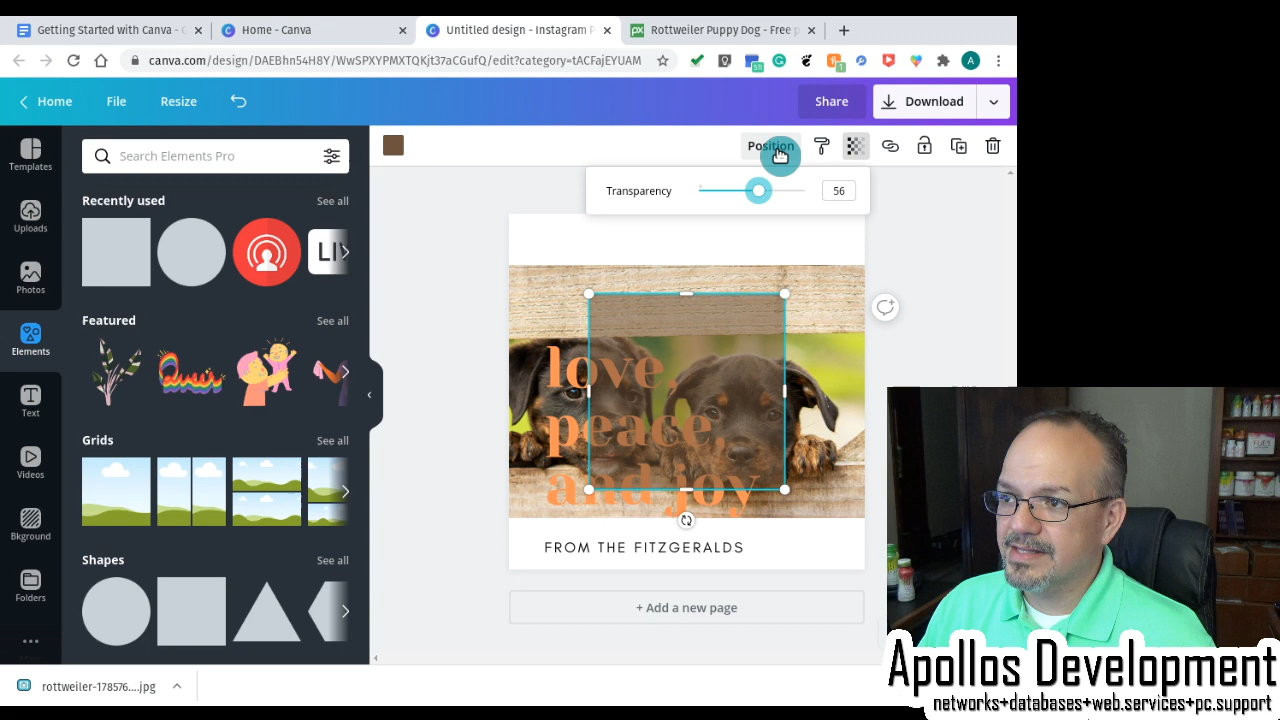 Getting Started with Canva - G
Home - Canva
Untitled design - Instagram P
Rottweiler Puppy Dog - Free p
canva.com/design/DAEBhn54H8Y/WwSPXYPMXTQKjt37aCGufQ/edit?category=tACFajEYUAM
A
Home
File
Resize
Share
Download
Templates
Uploads
Photos
Elements
Text
Videos
Bkground
Folders
Search Elements Pro
Recently used
See all
LIV
Featured
See all
Queer
Grids
See all
Shapes
See all
Position
Transparency
56
love,
peace,
and joy
FROM THE FITZGERALDS
+ Add a new page
rottweiler-178576....jpg
Apollos Development
networks+databases+web.services+pc.support